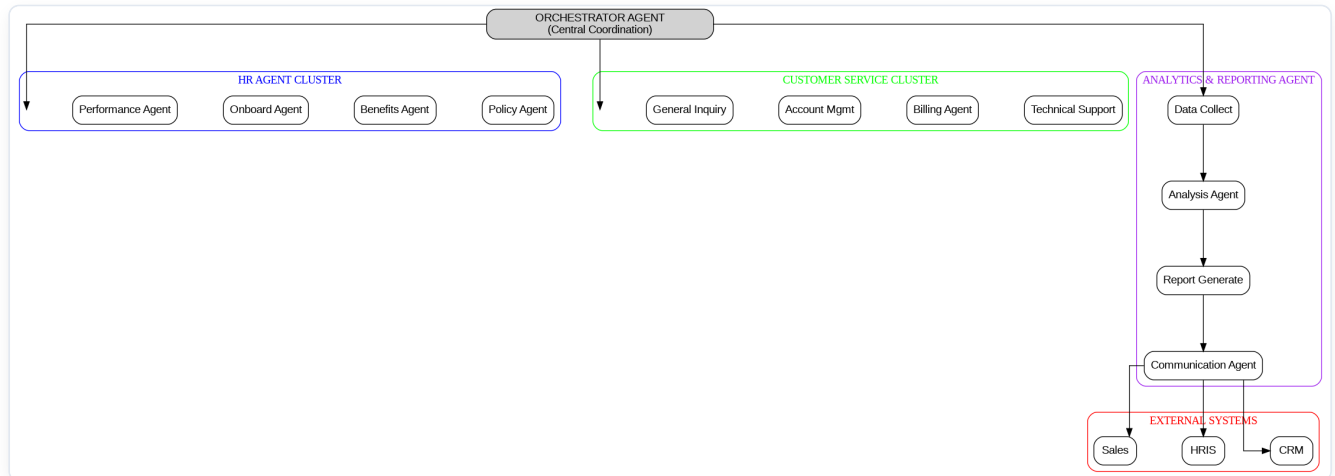 ORCHESTRATOR AGENT
(Central Coordination)
HR AGENT CLUSTER
Performance Agent
Onboard Agent
Benefits Agent
Policy Agent
CUSTOMER SERVICE CLUSTER
General Inquiry
Account Mgmt
Billing Agent
Technical Support
ANALYTICS & REPORTING AGENT
Data Collect
Analysis Agent
Report Generate
Communication Agent
EXTERNAL SYSTEMS
Sales
HRIS
CRM